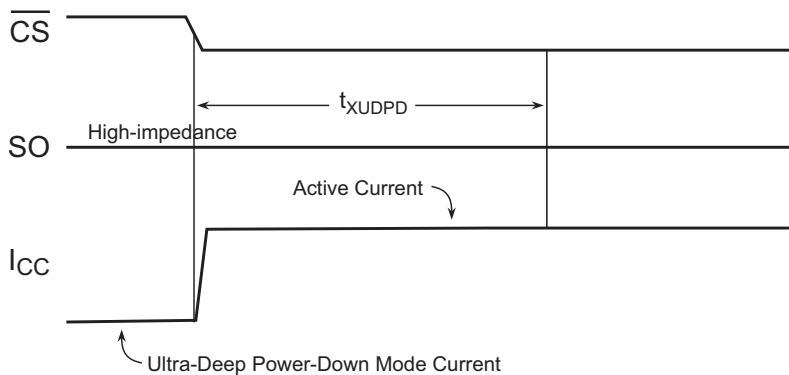 CS
tXUDPD
High-impedance
SO
Active Current
ICC
Ultra-Deep Power-Down Mode Current